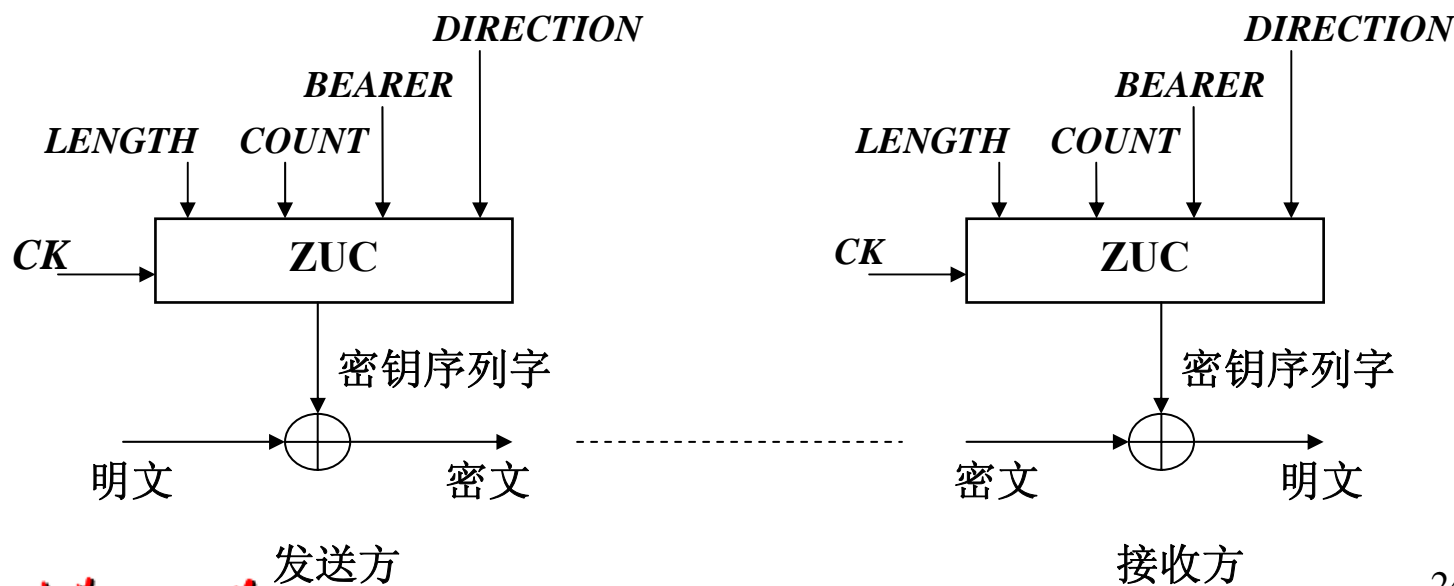 DIRECTION DIRECTION
BEARER BEARER
LENGTH COUNT LENGTH COUNT
CK ZUC CK ZUC
密钥序列字 密钥序列字
明文 密文 密文 明文
发送方 接收方